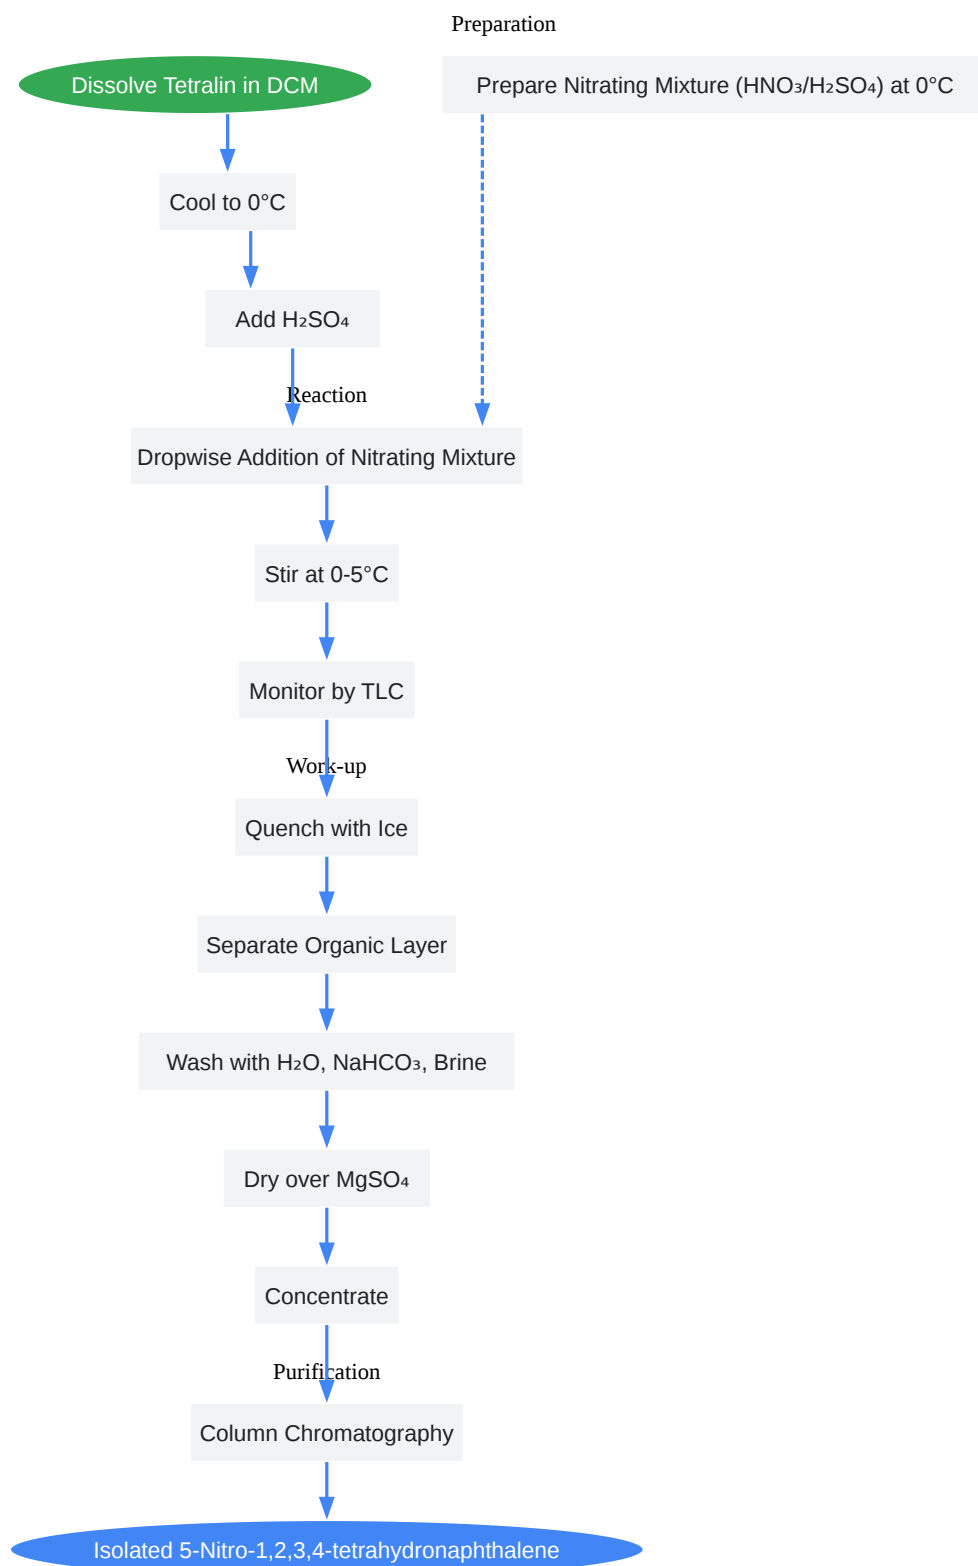 Preparation
Dissolve Tetralin in DCM
Prepare Nitrating Mixture (HNO₃/H₂SO₄) at 0°C
Cool to 0°C
Add H₂SO₄
Reaction
Dropwise Addition of Nitrating Mixture
Stir at 0-5°C
Monitor by TLC
Work-up
Quench with Ice
Separate Organic Layer
Wash with H₂O, NaHCO₃, Brine
Dry over MgSO₄
Concentrate
Purification
Column Chromatography
Isolated 5-Nitro-1,2,3,4-tetrahydronaphthalene